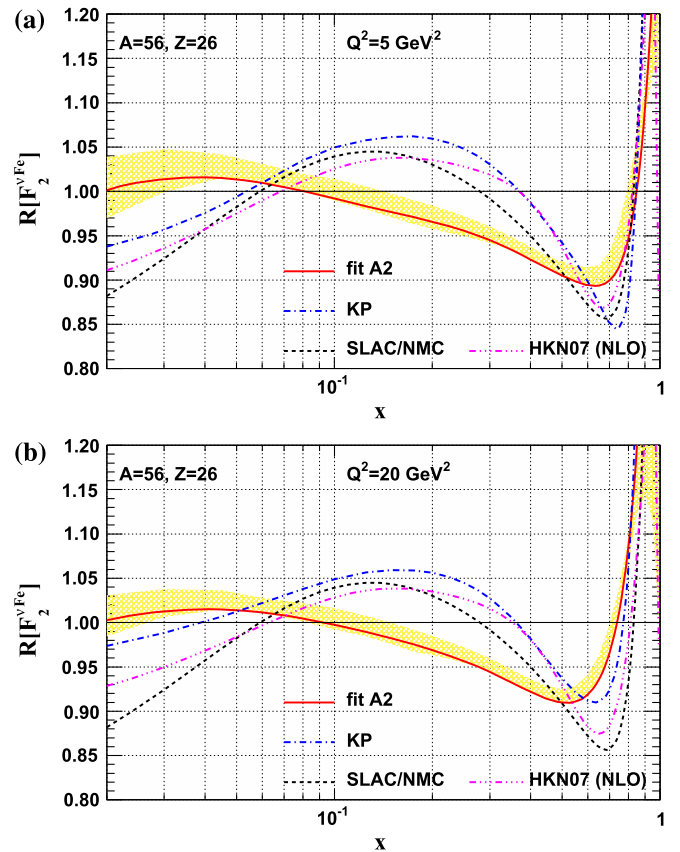 (a)
1.20
A=56, Z=26 Q²=5 GeV²
1.15
1.10
1.05
1.00
0.95
0.90
0.85
0.80
R[F₂^νFe]
fit A2
KP
SLAC/NMC HKN07 (NLO)
10⁻¹ 1
x
(b)
1.20
A=56, Z=26 Q²=20 GeV²
1.15
1.10
1.05
1.00
0.95
0.90
0.85
0.80
R[F₂^νFe]
fit A2
KP
SLAC/NMC HKN07 (NLO)
10⁻¹ 1
x